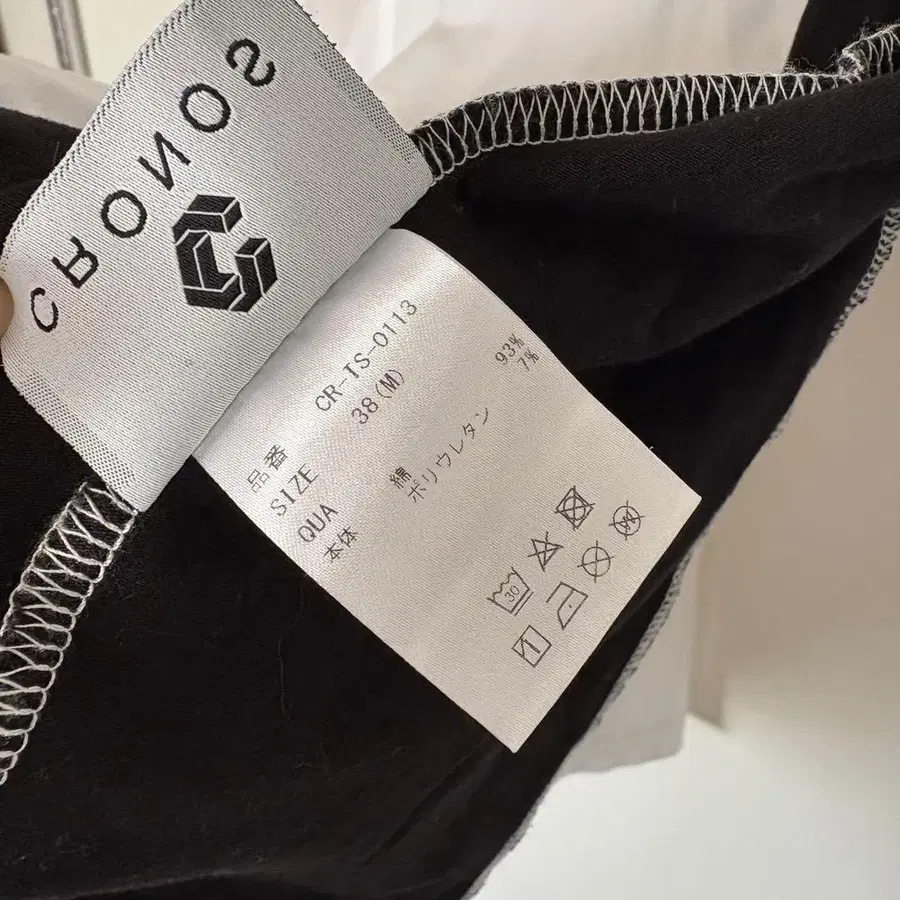 CRONOS
品番 CR-TS-0113
SIZE 38(M)
QUA
本体 綿 93%
ポリウレタン 7%
30
W